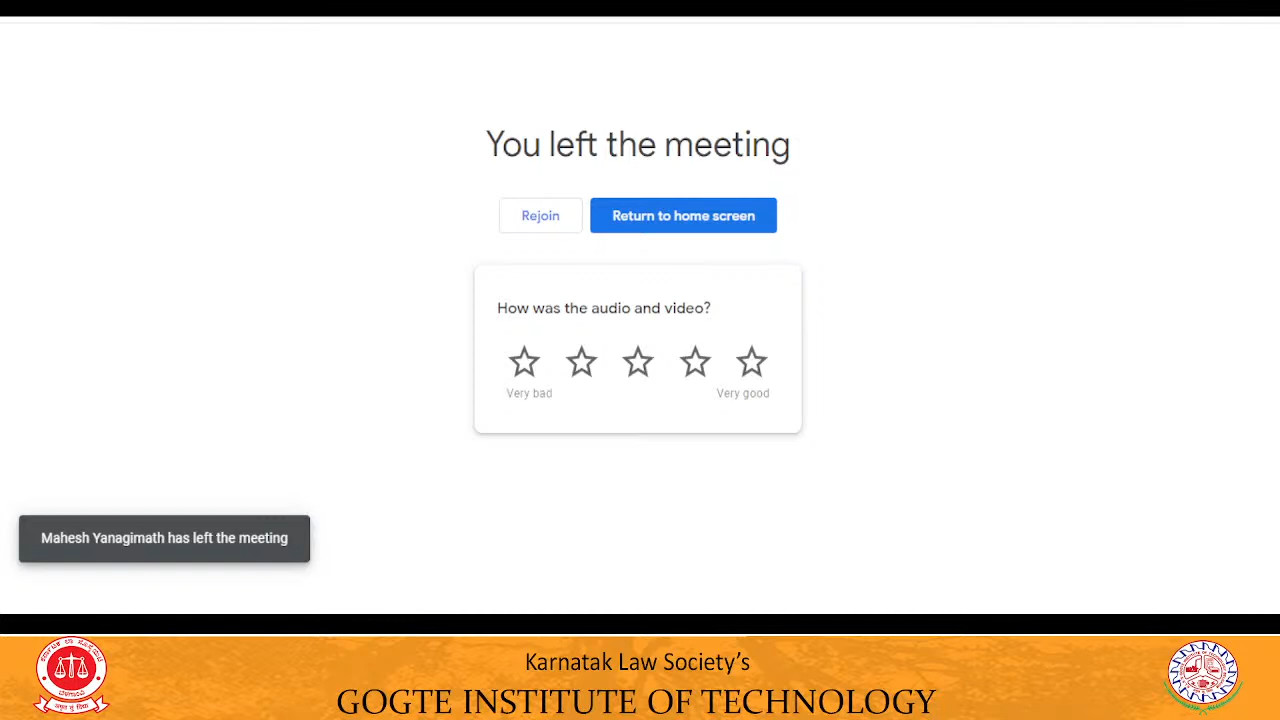 You left the meeting
Rejoin
Return to home screen
How was the audio and video?
Very bad
Very good
Mahesh Yanagimath has left the meeting
Karnatak Law Society’s
GOGTE INSTITUTE OF TECHNOLOGY